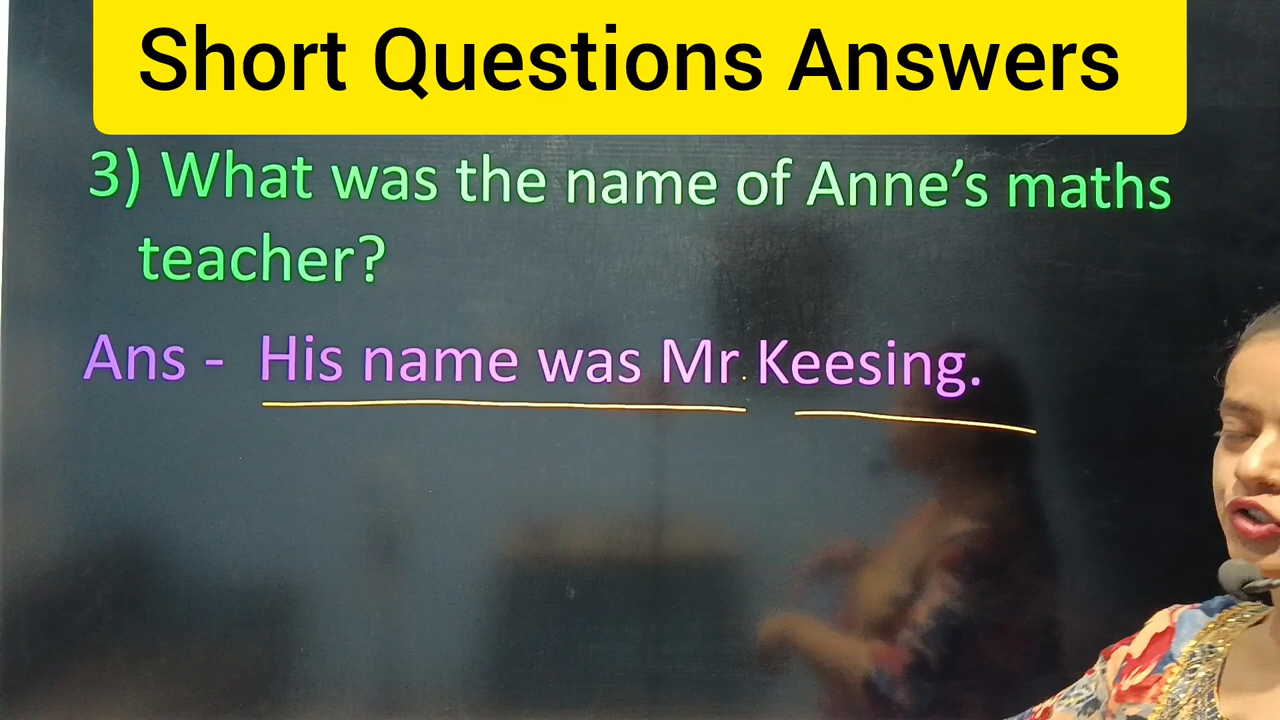 Short Questions Answers
3) What was the name of Anne's maths
teacher?
Ans - His name was Mr Keesing.